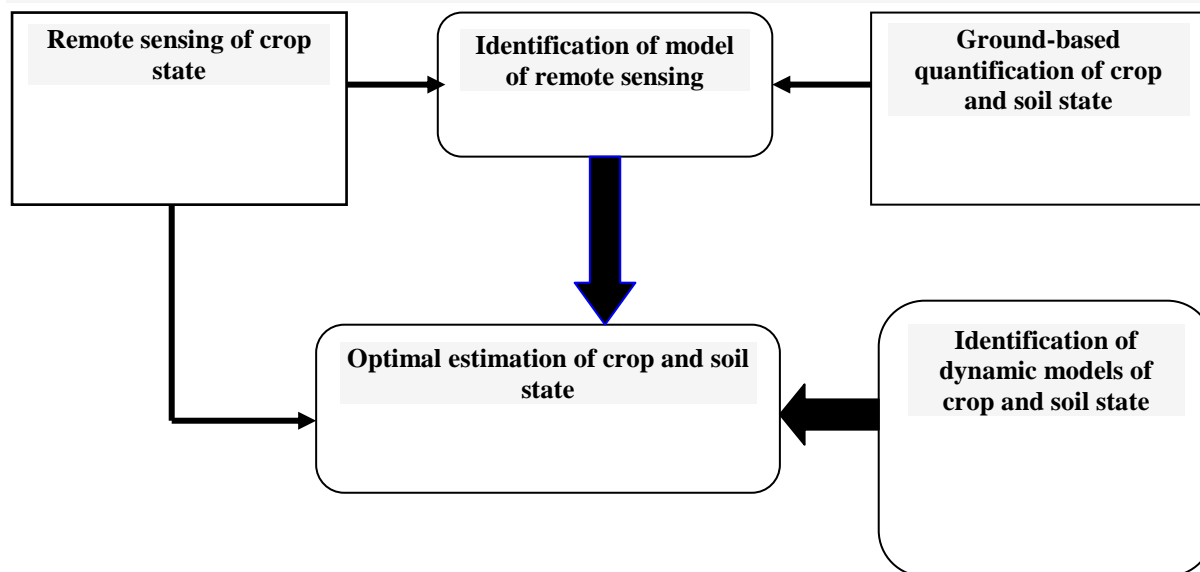 Remote sensing of crop
state
Identification of model
of remote sensing
Ground-based
quantification of crop
and soil state
Optimal estimation of crop and soil
state
Identification of
dynamic models of
crop and soil state